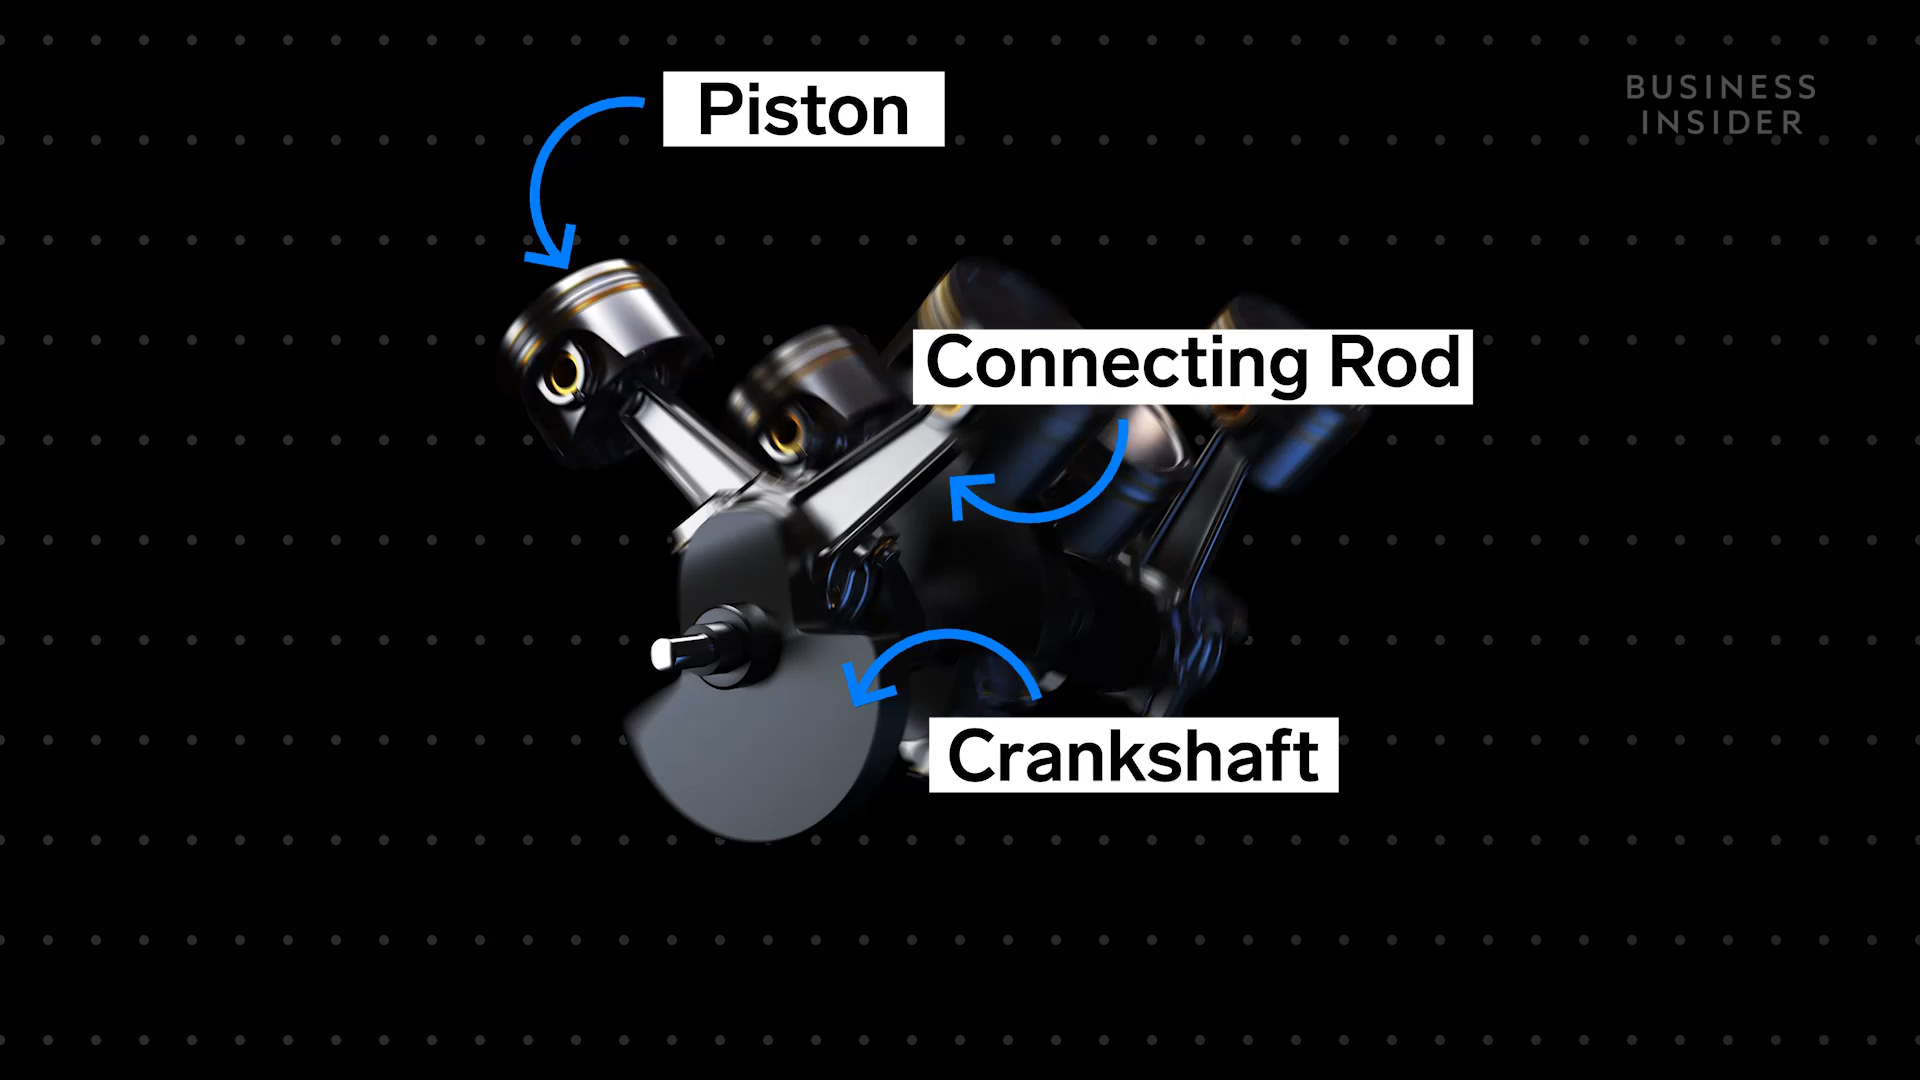 BUSINESS
INSIDER
Piston
Connecting Rod
Crankshaft